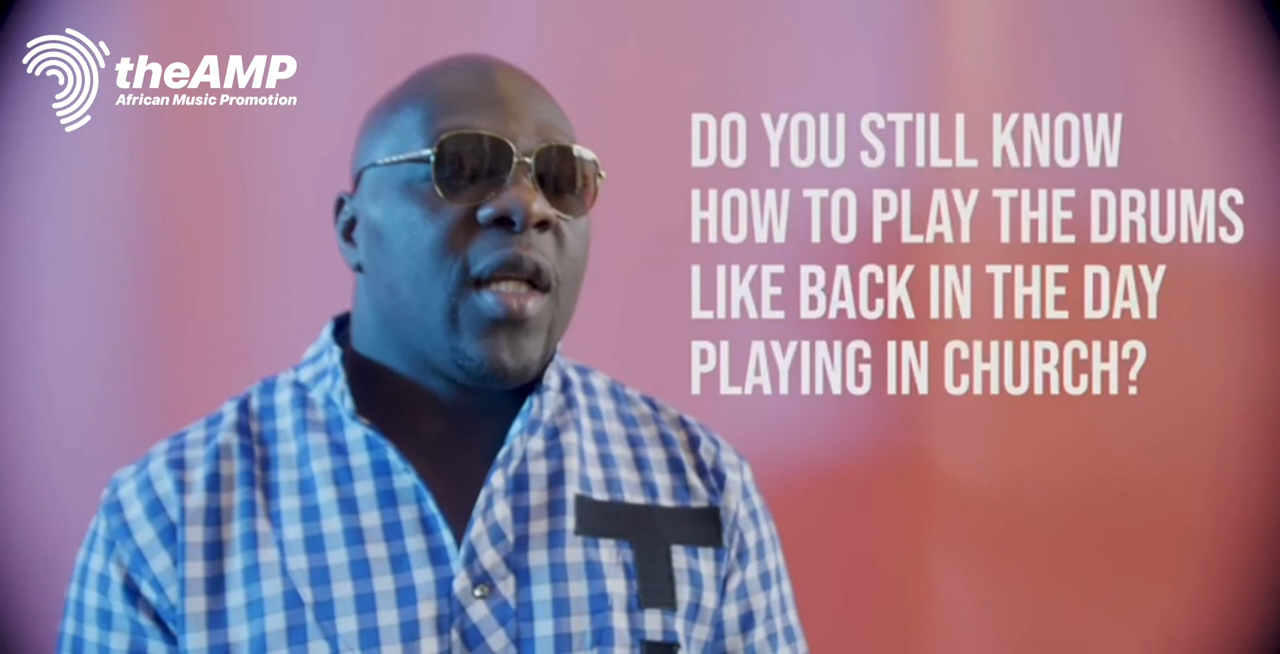 theAMP
African Music Promotion
DO YOU STILL KNOW
HOW TO PLAY THE DRUMS
LIKE BACK IN THE DAY
PLAYING IN CHURCH?
T